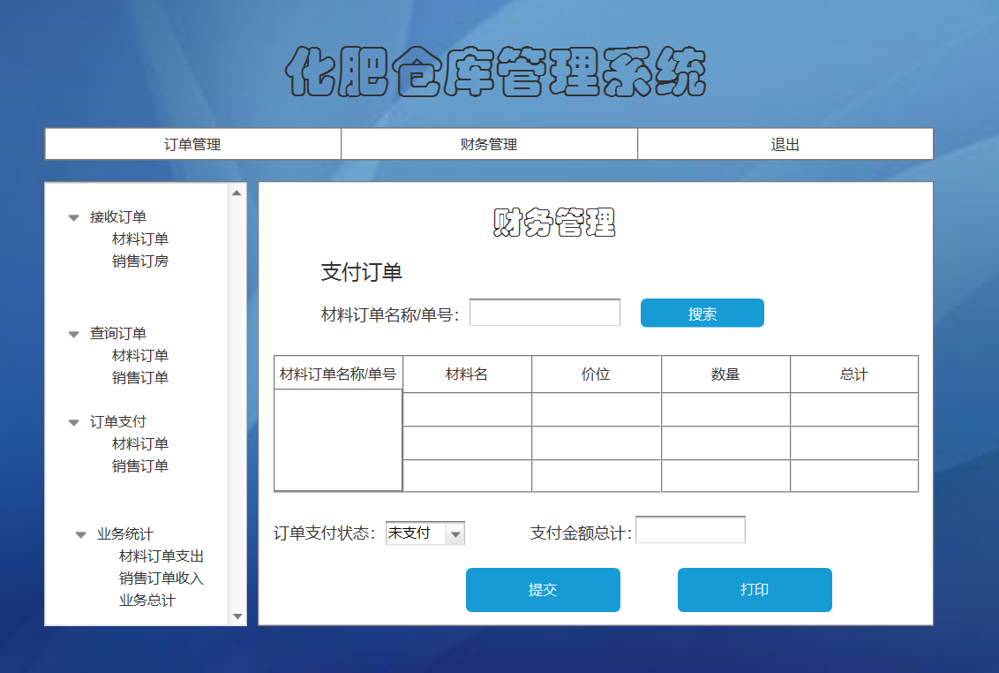 化肥仓库管理系统
订单管理 财务管理 退出
接收订单
材料订单
销售订房
查询订单
材料订单
销售订单
订单支付
材料订单
销售订单
业务统计
材料订单支出
销售订单收入
业务总计
财务管理
支付订单
材料订单名称/单号: 搜索
材料订单名称/单号 材料名 价位 数量 总计
订单支付状态: 未支付 支付金额总计:
提交 打印